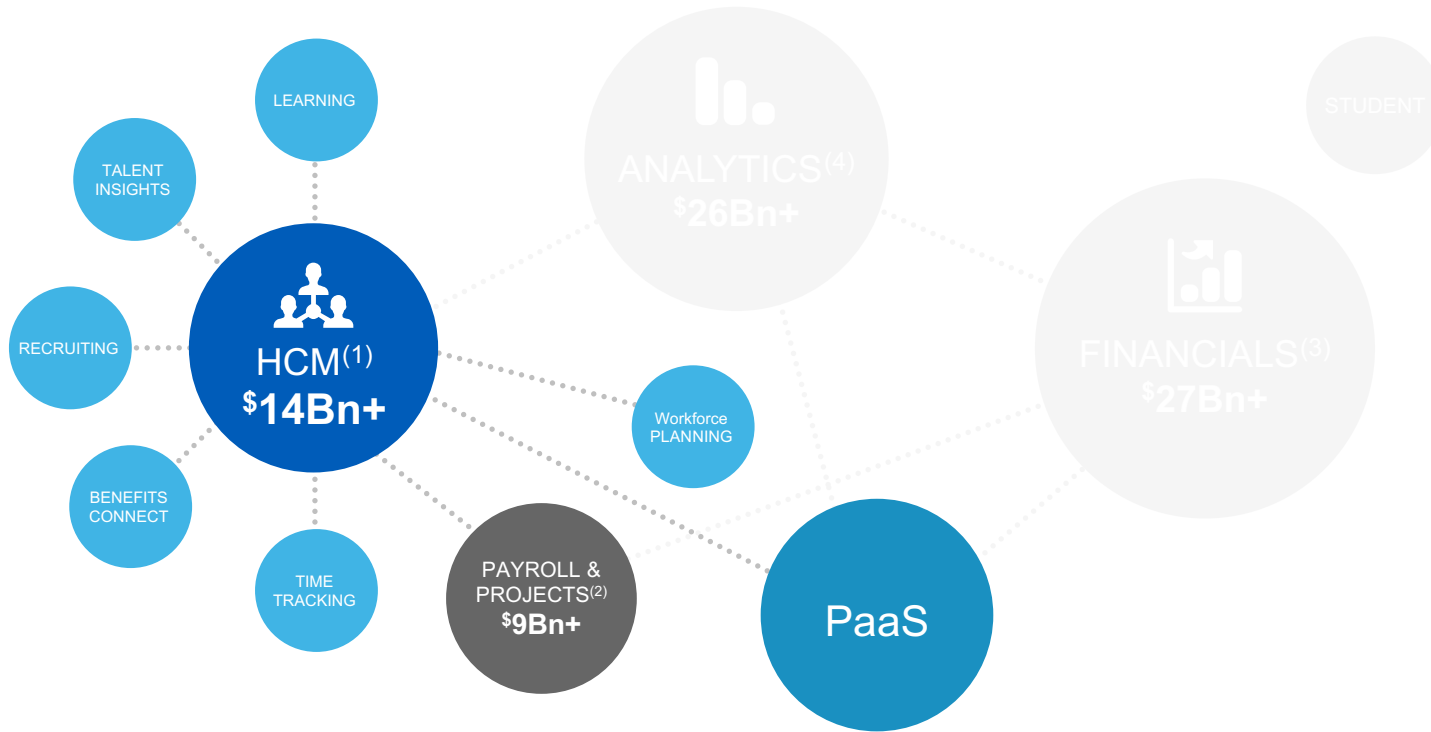 LEARNING
TALENT
INSIGHTS
ANALYTICS(4)
$26Bn+
STUDENT
RECRUITING
HCM(1)
$14Bn+
FINANCIALS(3)
$27Bn+
Workforce
PLANNING
BENEFITS
CONNECT
TIME
TRACKING
PAYROLL &
PROJECTS(2)
$9Bn+
PaaS